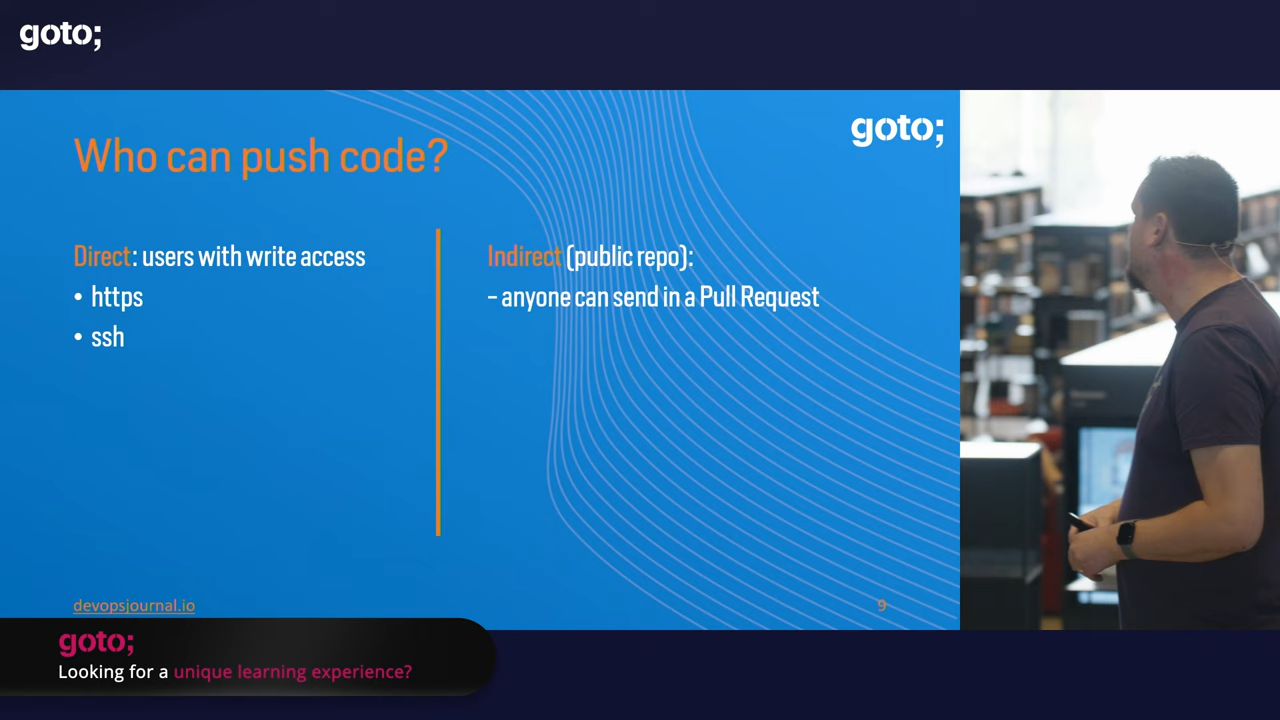 goto;
goto;
Who can push code?
Direct: users with write access
• https
• ssh
Indirect (public repo):
- anyone can send in a Pull Request
devopsjournal.io
9
goto;
Looking for a unique learning experience?